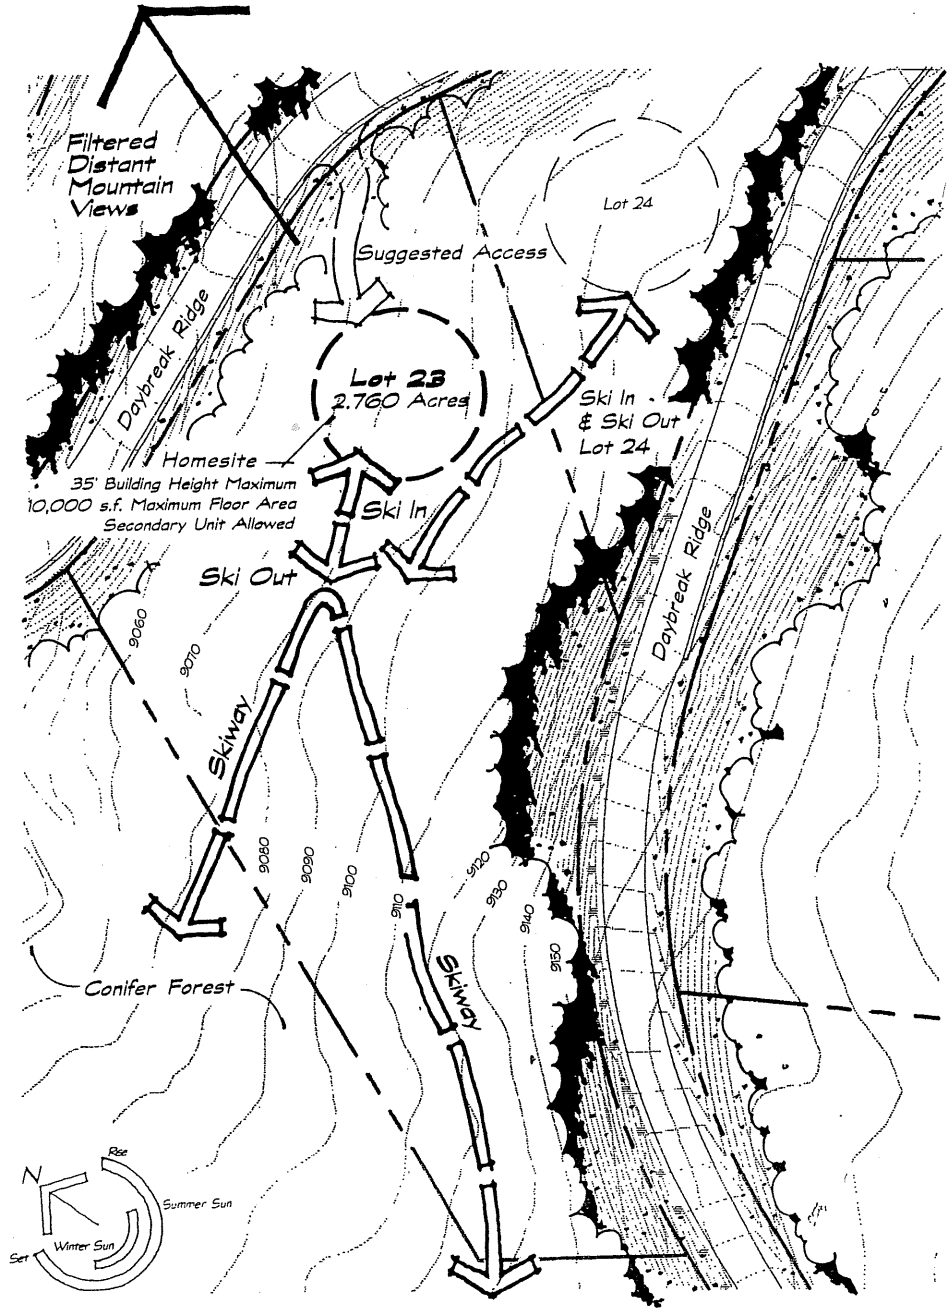 Filtered
Distant
Mountain
Views
Lot 24
Suggested Access
Daybreak Ridge
Lot 23
2.760 Acres
Ski In
& Ski Out
Lot 24
Homesite
35' Building Height Maximum
10,000 s.f. Maximum Floor Area
Secondary Unit Allowed
Ski In
Ski Out
Daybreak Ridge
9060
9070
Skiway
9080
9090
9100
9110
9120
9130
9140
9150
Skiway
Conifer Forest
N
Rise
Summer Sun
Winter Sun
Set